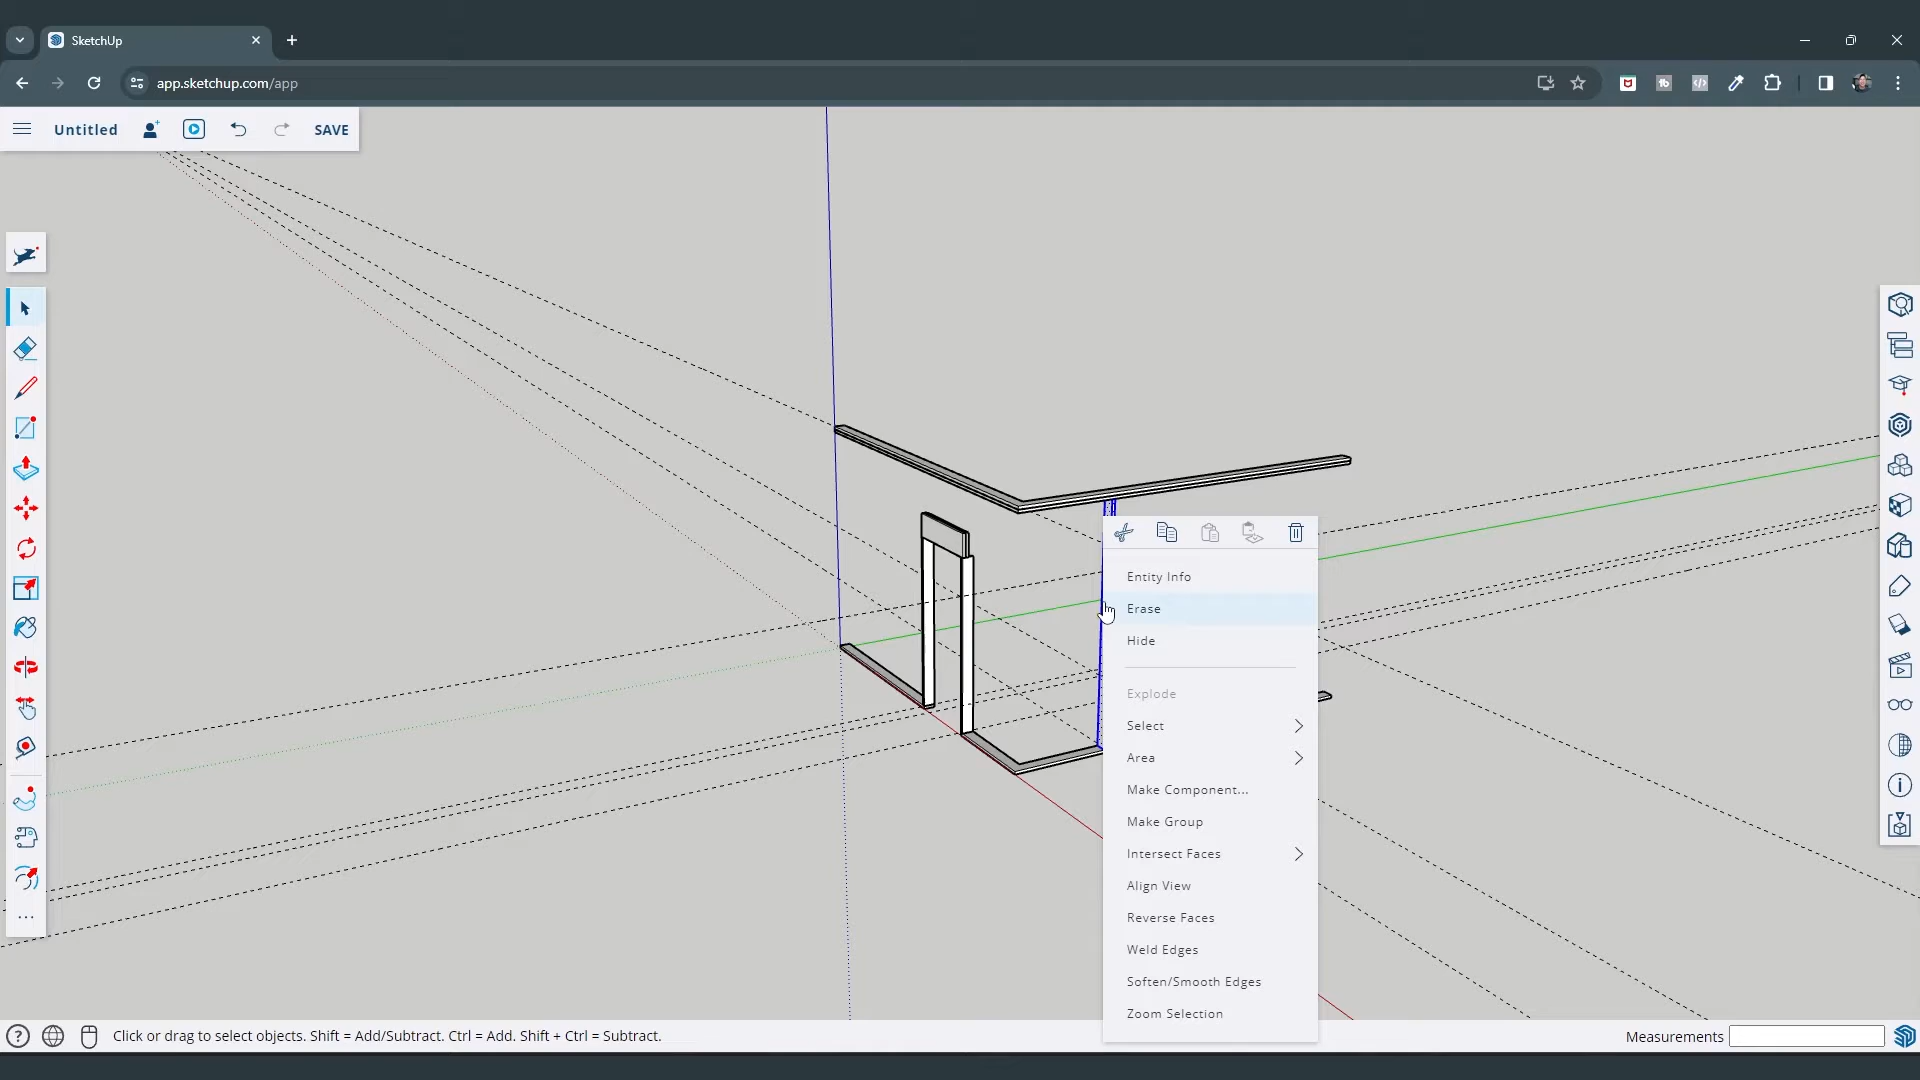 SketchUp
app.sketchup.com/app
Untitled
SAVE
Entity Info
Erase
Hide
Explode
Select
Area
Make Component...
Make Group
Intersect Faces
Align View
Reverse Faces
Weld Edges
Soften/Smooth Edges
Zoom Selection
Click or drag to select objects. Shift = Add/Subtract. Ctrl = Add. Shift + Ctrl = Subtract.
Measurements